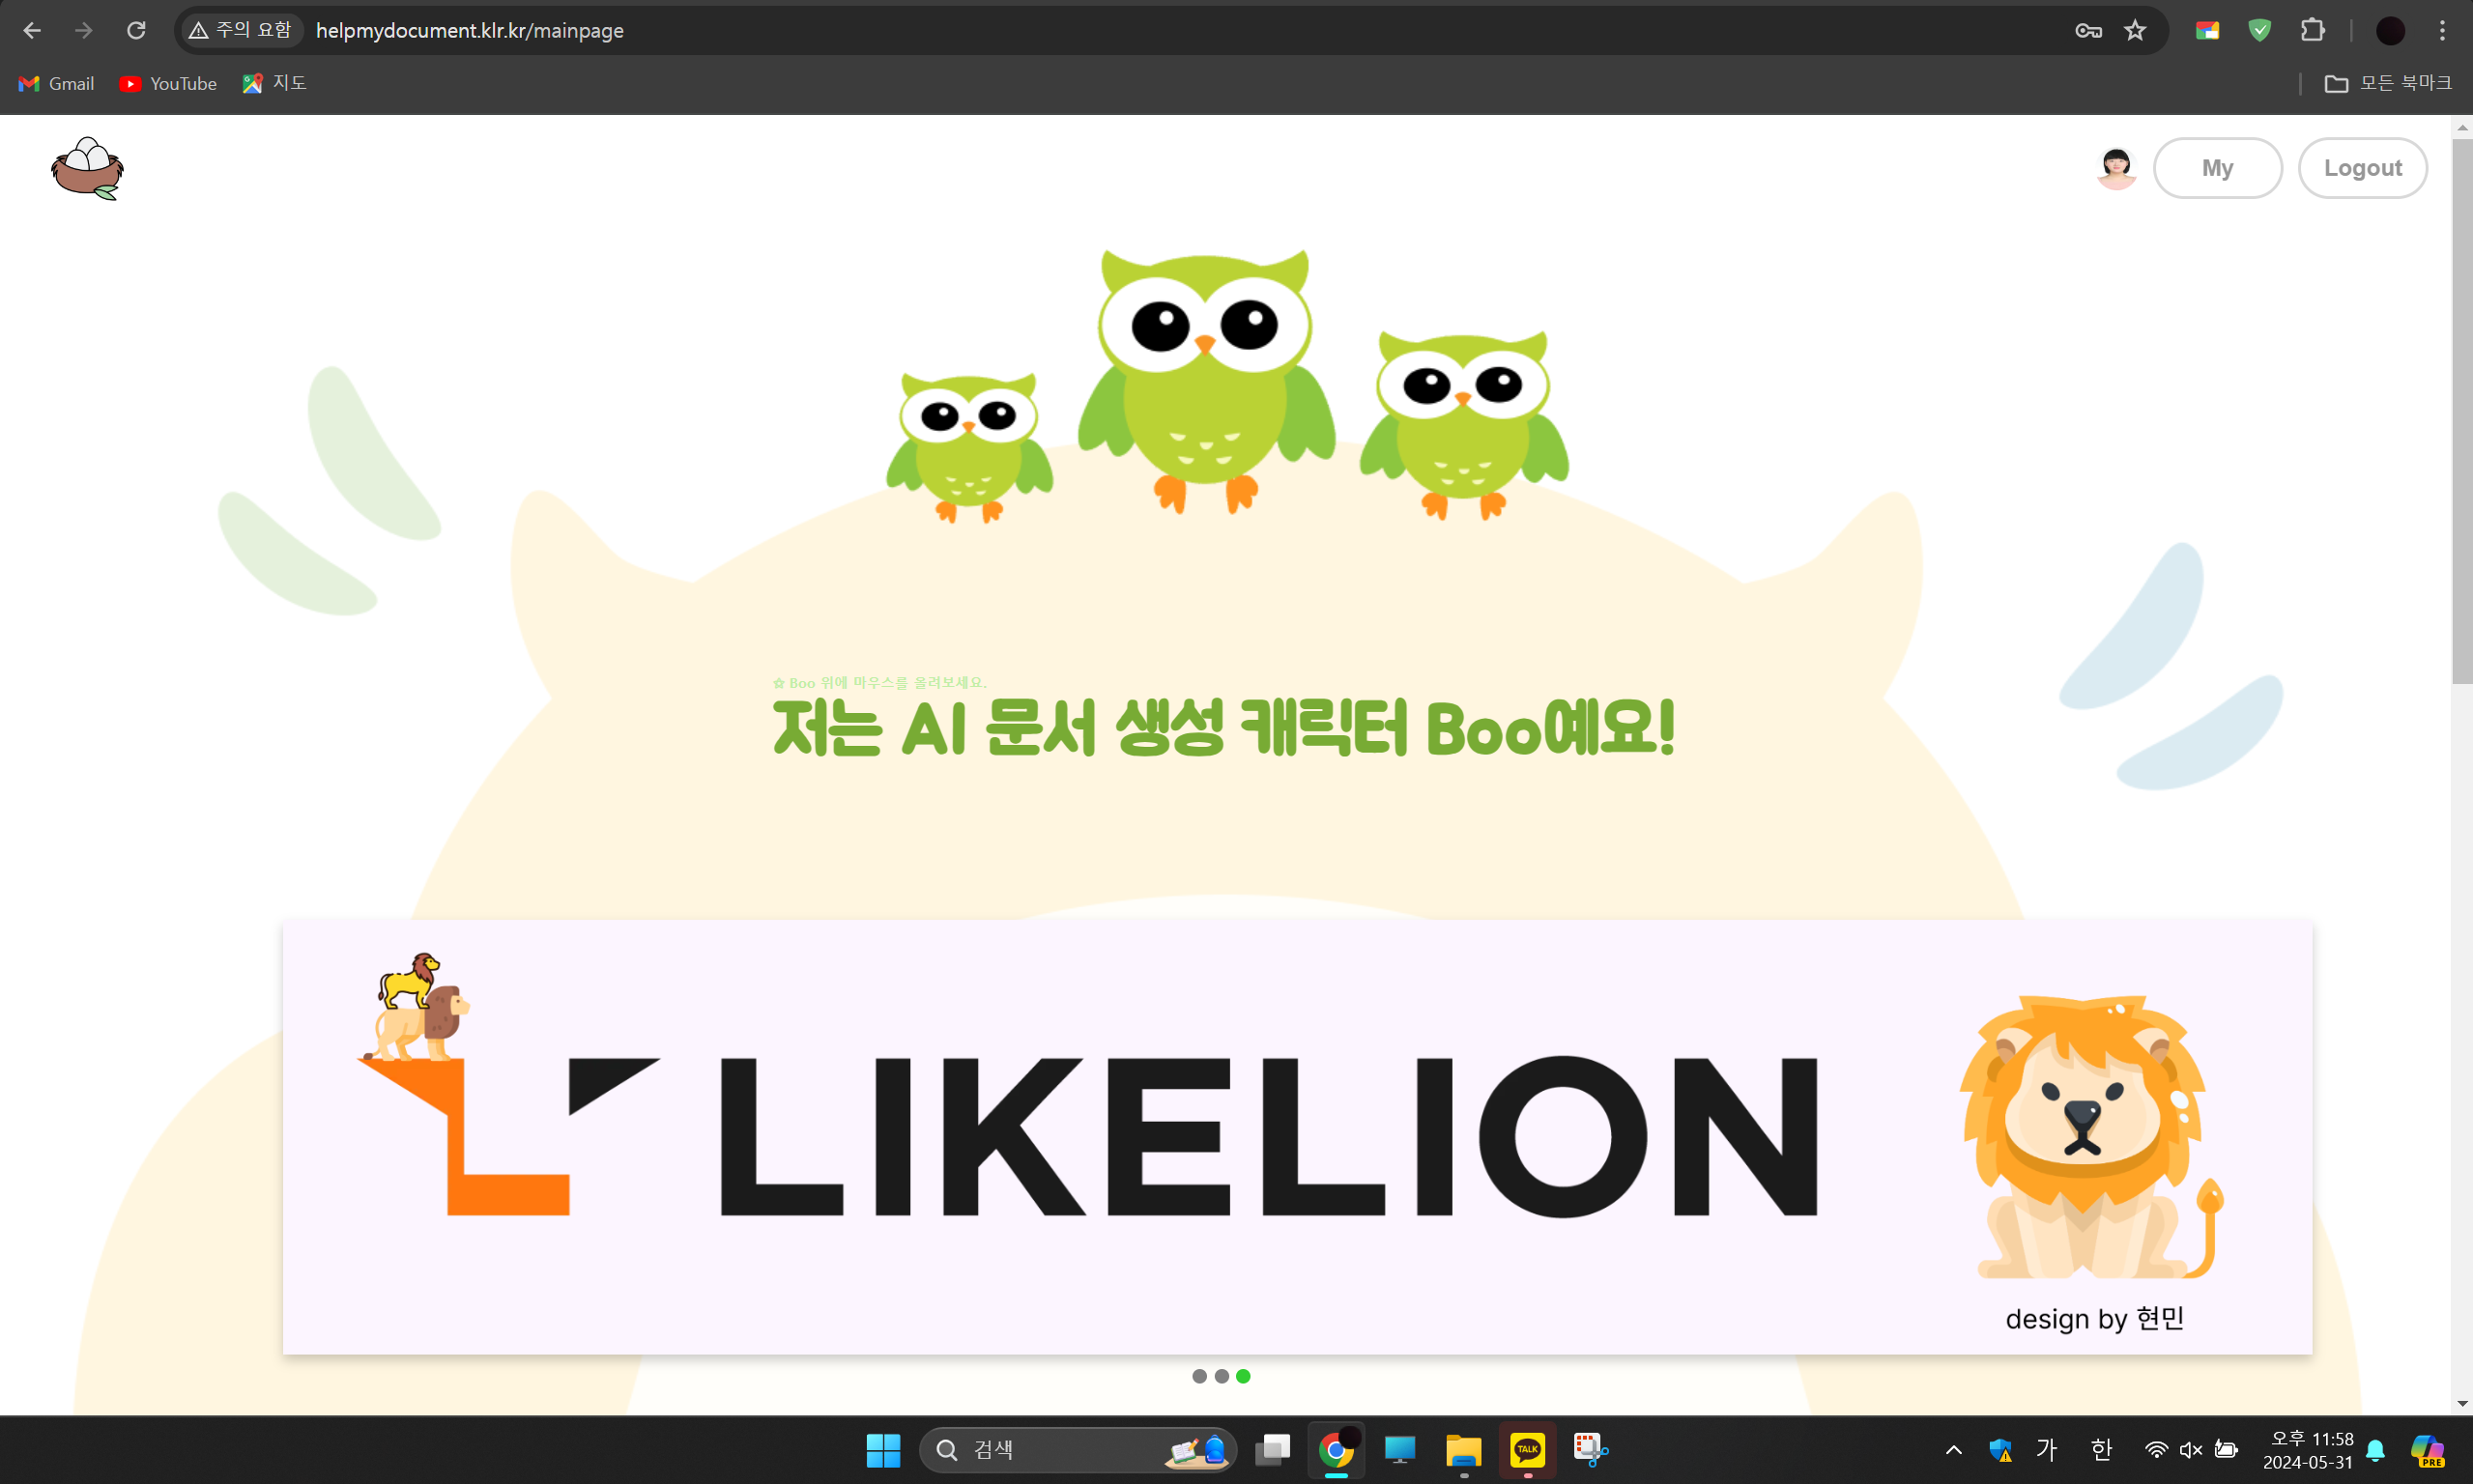 주의 요함
helpmydocument.klr.kr/mainpage
Gmail
YouTube
지도
모든 북마크
My
Logout
✿ Boo 위에 마우스를 올려보세요.
저는 AI 문서 생성 캐릭터 Boo예요!
LIKELION
design by 현민
검색
TALK
가
한
오후 11:58
2024-05-31
PRE